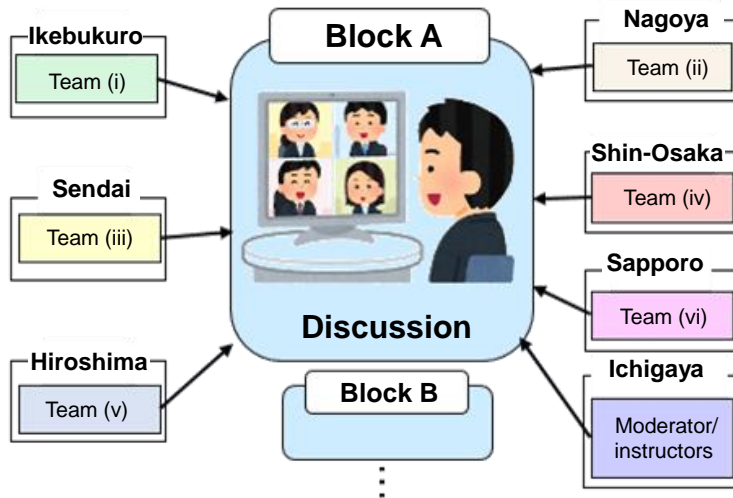 Ikebukuro
Team (i)
Sendai
Team (iii)
Hiroshima
Team (v)
Block A
Discussion
Block B
Nagoya
Team (ii)
Shin-Osaka
Team (iv)
Sapporo
Team (vi)
Ichigaya
Moderator/
instructors